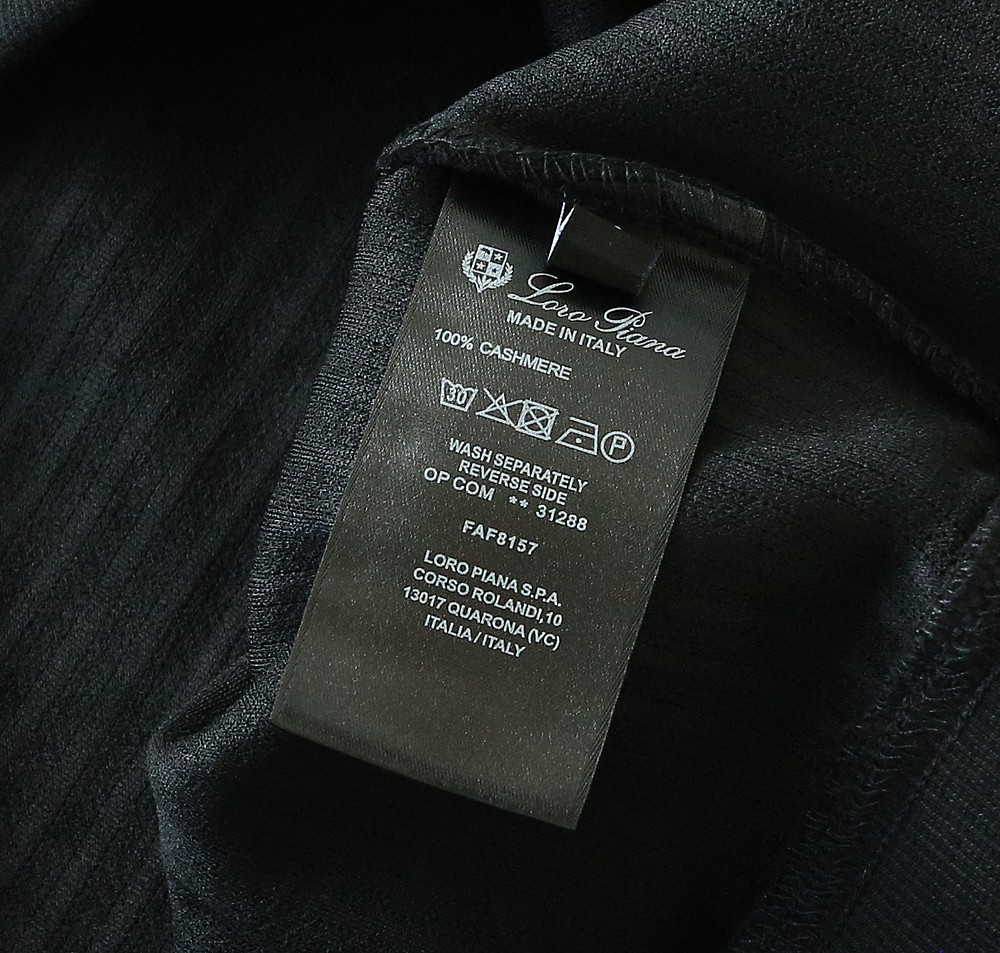 Loro Piana
MADE IN ITALY
100% CASHMERE
30 P
WASH SEPARATELY
REVERSE SIDE
OP COM ** 31288
FAF8157
LORO PIANA S.P.A.
CORSO ROLANDI,10
13017 QUARONA (VC)
ITALIA / ITALY